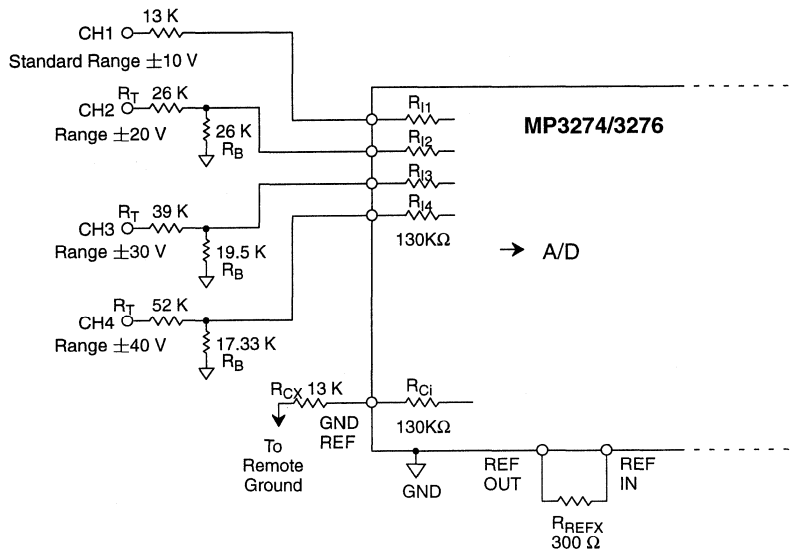 13 K
CH1
Standard Range ±10 V
R_T 26 K
CH2
Range ±20 V
26 K
R_B
R_T 39 K
CH3
Range ±30 V
19.5 K
R_B
R_T 52 K
CH4
Range ±40 V
17.33 K
R_B
R_I1
R_I2
R_I3
R_I4
130KΩ
MP3274/3276
A/D
R_CX 13 K
R_Ci
130KΩ
GND
REF
To
Remote
Ground
GND
REF
OUT
REF
IN
R_REFX
300 Ω